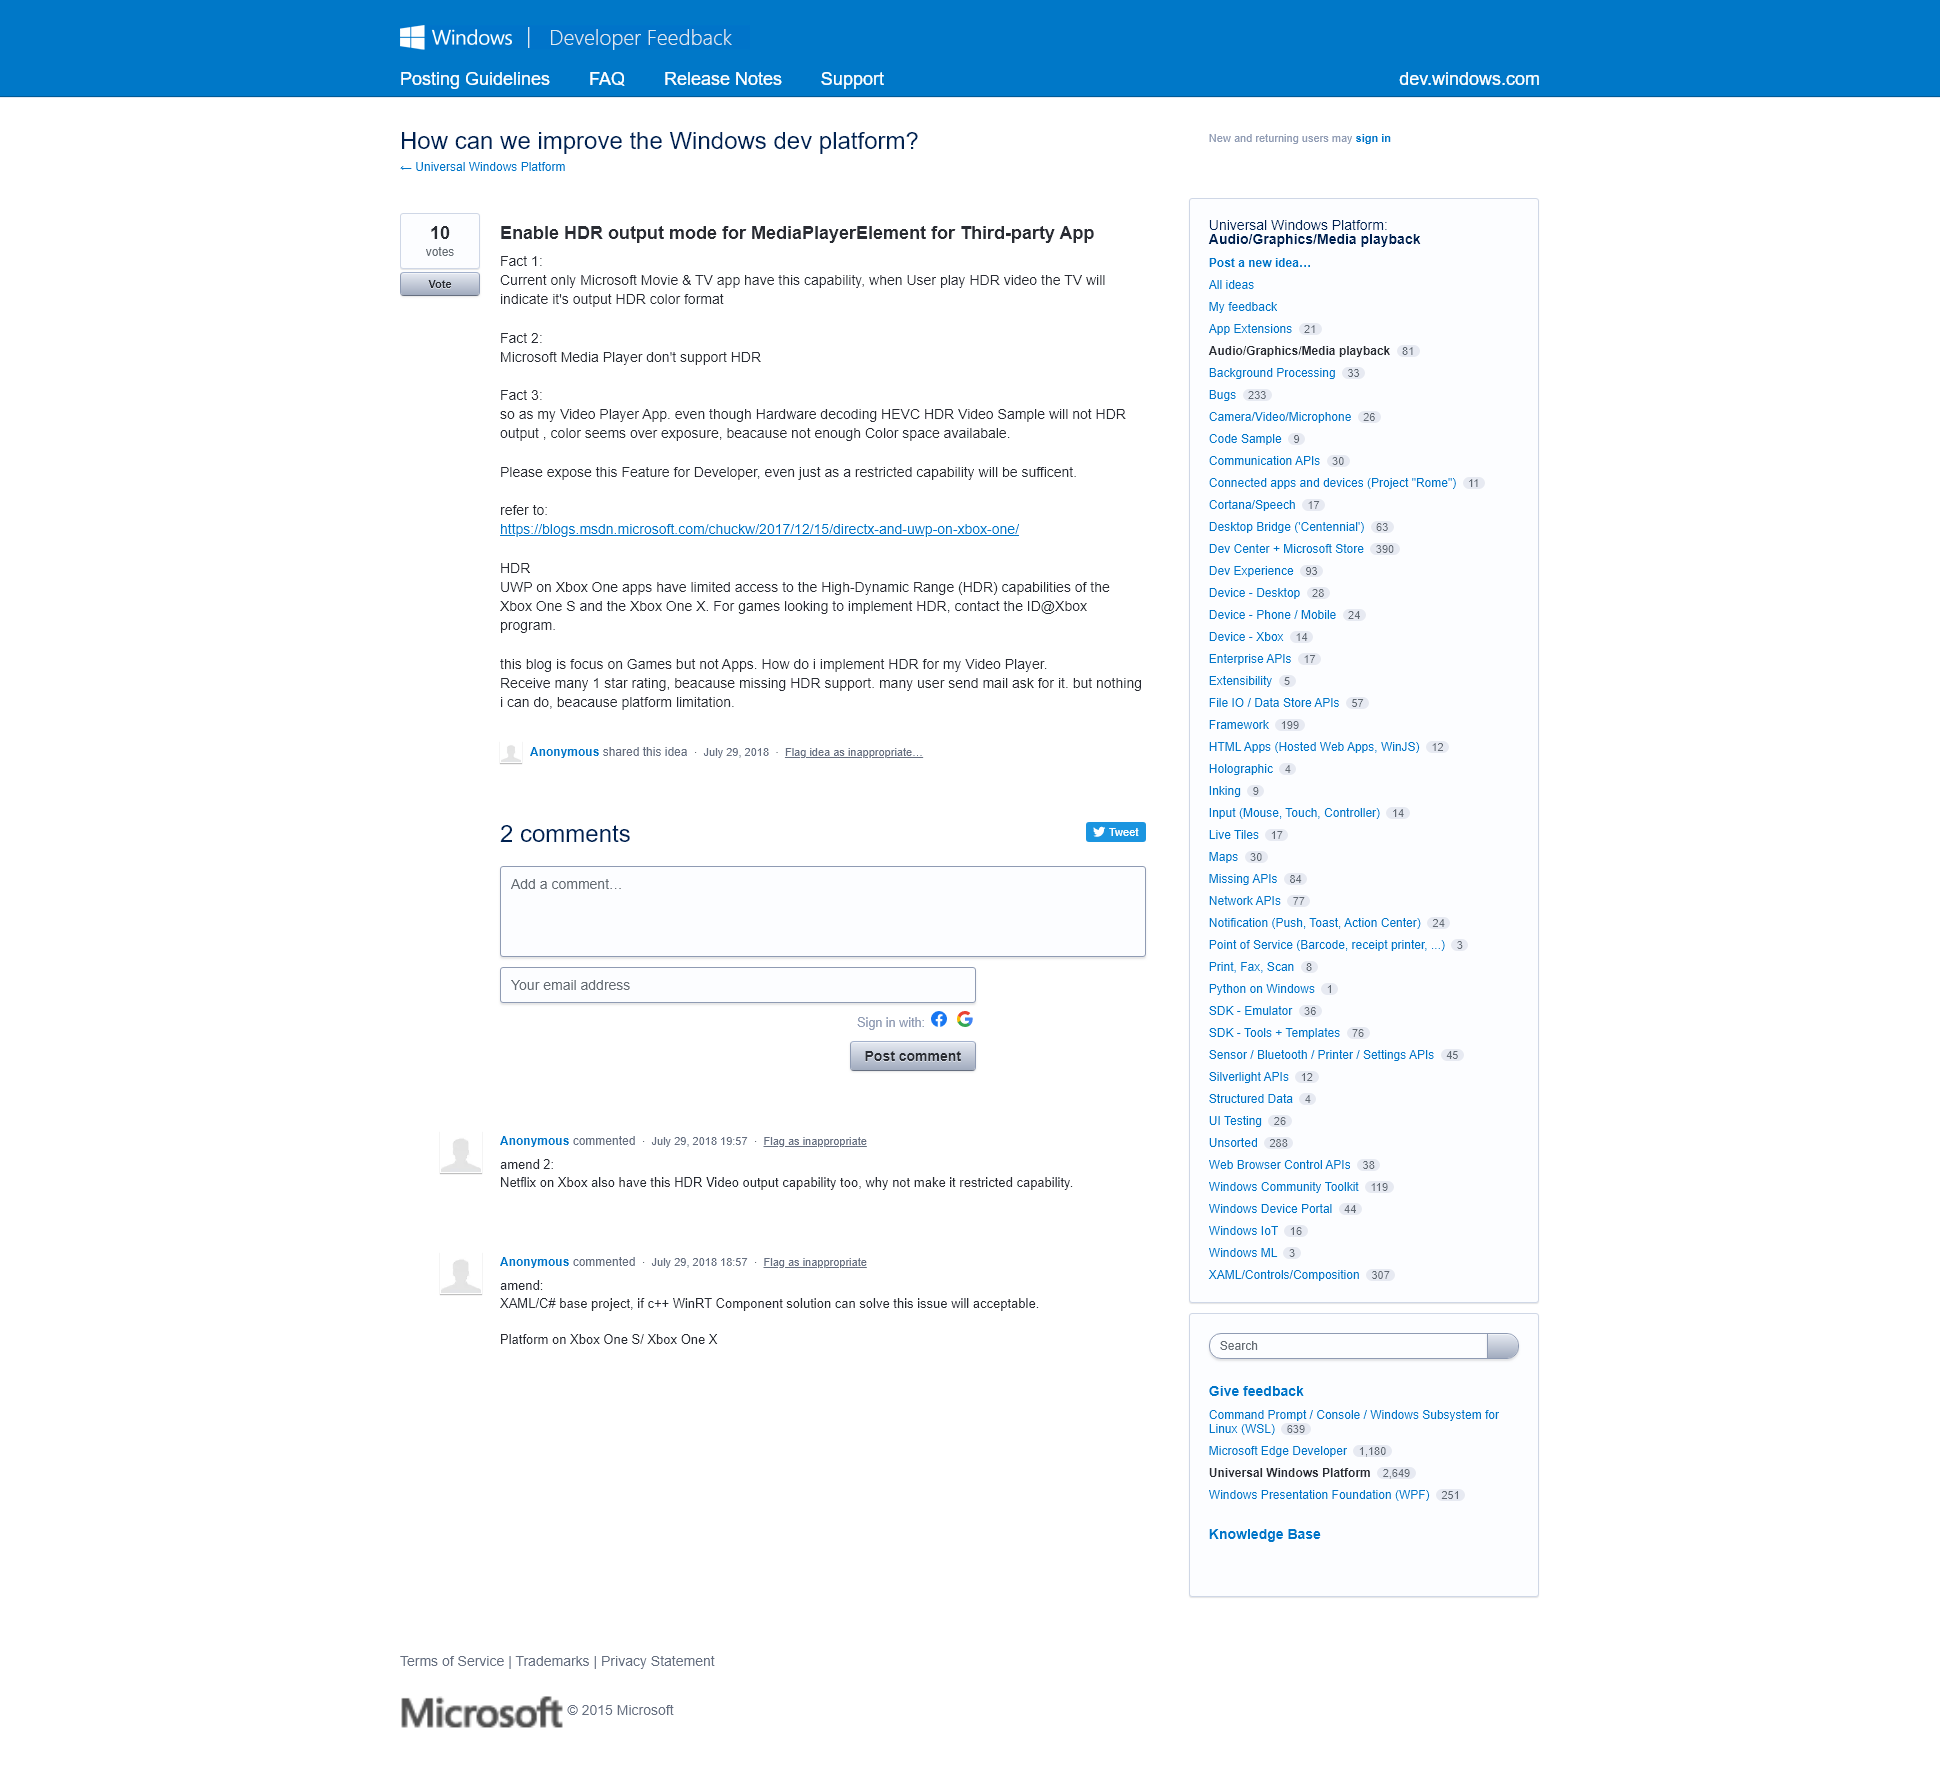 Windows | Developer Feedback
Posting Guidelines FAQ Release Notes Support dev.windows.com
How can we improve the Windows dev platform?
← Universal Windows Platform
New and returning users may sign in
10
votes
Vote
Enable HDR output mode for MediaPlayerElement for Third-party App
Fact 1:
Current only Microsoft Movie & TV app have this capability, when User play HDR video the TV will
indicate it's output HDR color format
Fact 2:
Microsoft Media Player don't support HDR
Fact 3:
so as my Video Player App. even though Hardware decoding HEVC HDR Video Sample will not HDR
output , color seems over exposure, beacause not enough Color space availabale.
Please expose this Feature for Developer, even just as a restricted capability will be sufficent.
refer to:
https://blogs.msdn.microsoft.com/chuckw/2017/12/15/directx-and-uwp-on-xbox-one/
HDR
UWP on Xbox One apps have limited access to the High-Dynamic Range (HDR) capabilities of the
Xbox One S and the Xbox One X. For games looking to implement HDR, contact the ID@Xbox
program.
this blog is focus on Games but not Apps. How do i implement HDR for my Video Player.
Receive many 1 star rating, beacause missing HDR support. many user send mail ask for it. but nothing
i can do, beacause platform limitation.
Anonymous shared this idea · July 29, 2018 · Flag idea as inappropriate…
2 comments
Tweet
Add a comment…
Your email address
Sign in with:
Post comment
Anonymous commented · July 29, 2018 19:57 · Flag as inappropriate
amend 2:
Netflix on Xbox also have this HDR Video output capability too, why not make it restricted capability.
Anonymous commented · July 29, 2018 18:57 · Flag as inappropriate
amend:
XAML/C# base project, if c++ WinRT Component solution can solve this issue will acceptable.
Platform on Xbox One S/ Xbox One X
Universal Windows Platform:
Audio/Graphics/Media playback
Post a new idea…
All ideas
My feedback
App Extensions 21
Audio/Graphics/Media playback 81
Background Processing 33
Bugs 233
Camera/Video/Microphone 26
Code Sample 9
Communication APIs 30
Connected apps and devices (Project "Rome") 11
Cortana/Speech 17
Desktop Bridge ('Centennial') 63
Dev Center + Microsoft Store 390
Dev Experience 93
Device - Desktop 28
Device - Phone / Mobile 24
Device - Xbox 14
Enterprise APIs 17
Extensibility 5
File IO / Data Store APIs 57
Framework 199
HTML Apps (Hosted Web Apps, WinJS) 12
Holographic 4
Inking 9
Input (Mouse, Touch, Controller) 14
Live Tiles 17
Maps 30
Missing APIs 84
Network APIs 77
Notification (Push, Toast, Action Center) 24
Point of Service (Barcode, receipt printer, ...) 3
Print, Fax, Scan 8
Python on Windows 1
SDK - Emulator 36
SDK - Tools + Templates 76
Sensor / Bluetooth / Printer / Settings APIs 45
Silverlight APIs 12
Structured Data 4
UI Testing 26
Unsorted 288
Web Browser Control APIs 38
Windows Community Toolkit 119
Windows Device Portal 44
Windows IoT 16
Windows ML 3
XAML/Controls/Composition 307
Search
Give feedback
Command Prompt / Console / Windows Subsystem for
Linux (WSL) 639
Microsoft Edge Developer 1,180
Universal Windows Platform 2,649
Windows Presentation Foundation (WPF) 251
Knowledge Base
Terms of Service | Trademarks | Privacy Statement
Microsoft © 2015 Microsoft